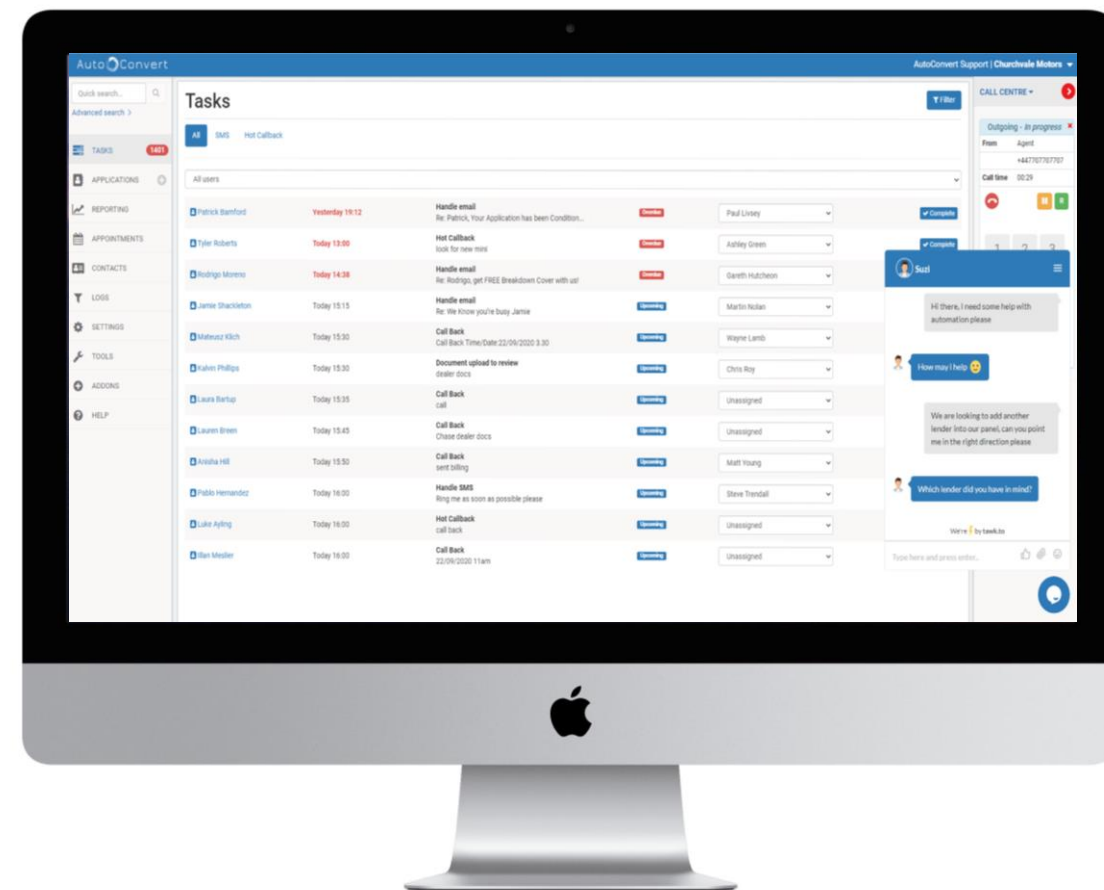 AutoConvert
AutoConvert Support | Churchvale Motors
Quick search..
Advanced search >
TASKS 1401
APPLICATIONS
REPORTING
APPOINTMENTS
CONTACTS
LOGS
SETTINGS
TOOLS
ADDONS
HELP
Tasks
Filter
All SMS Hot Callback
All users
Patrick Bamford Yesterday 19:12 Handle email Overdue Paul Livsey Complete
Re: Patrick, Your Application has been Condition...
Tyler Roberts Today 13:00 Hot Callback Overdue Ashley Green Complete
look for new mini
Rodrigo Moreno Today 14:38 Handle email Overdue Gareth Hutcheon
Re: Rodrigo, get FREE Breakdown Cover with us!
Jamie Shackleton Today 15:15 Handle email Upcoming Martin Nolan
Re: We Know you're busy Jamie
Mateusz Klich Today 15:30 Call Back Upcoming Wayne Lamb
Call Back Time/Date:22/09/2020 3.30
Kalvin Phillips Today 15:30 Document upload to review Upcoming Chris Roy
dealer docs
Laura Bartup Today 15:35 Call Back Upcoming Unassigned
call
Lauren Breen Today 15:45 Call Back Upcoming Unassigned
Chase dealer docs
Anisha Hill Today 15:50 Call Back Upcoming Matt Young
sent billing
Pablo Hernandez Today 16:00 Handle SMS Upcoming Steve Trendall
Ring me as soon as possible please
Luke Ayling Today 16:00 Hot Callback Upcoming Unassigned
call back
Illan Meslier Today 16:00 Call Back Upcoming Unassigned
22/09/2020 11am
CALL CENTRE
Outgoing - in progress
From Agent
+447707707707
Call time 00:29
1 2 3
Suzi
Hi there, I need some help with
automation please
How may I help
We are looking to add another
lender into our panel, can you point
me in the right direction please
Which lender did you have in mind?
We're by tawk.to
Type here and press enter..